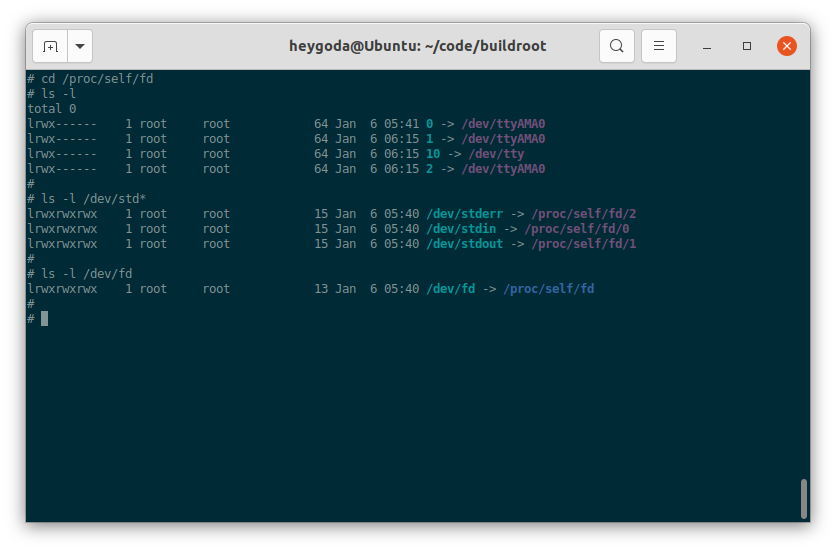 heygoda@Ubuntu: ~/code/buildroot
# cd /proc/self/fd
# ls -l
total 0
lrwx------    1 root     root            64 Jan  6 05:41 0 -> /dev/ttyAMA0
lrwx------    1 root     root            64 Jan  6 06:15 1 -> /dev/ttyAMA0
lrwx------    1 root     root            64 Jan  6 06:15 10 -> /dev/tty
lrwx------    1 root     root            64 Jan  6 06:15 2 -> /dev/ttyAMA0
#
# ls -l /dev/std*
lrwxrwxrwx    1 root     root            15 Jan  6 05:40 /dev/stderr -> /proc/self/fd/2
lrwxrwxrwx    1 root     root            15 Jan  6 05:40 /dev/stdin -> /proc/self/fd/0
lrwxrwxrwx    1 root     root            15 Jan  6 05:40 /dev/stdout -> /proc/self/fd/1
#
# ls -l /dev/fd
lrwxrwxrwx    1 root     root            13 Jan  6 05:40 /dev/fd -> /proc/self/fd
#
#